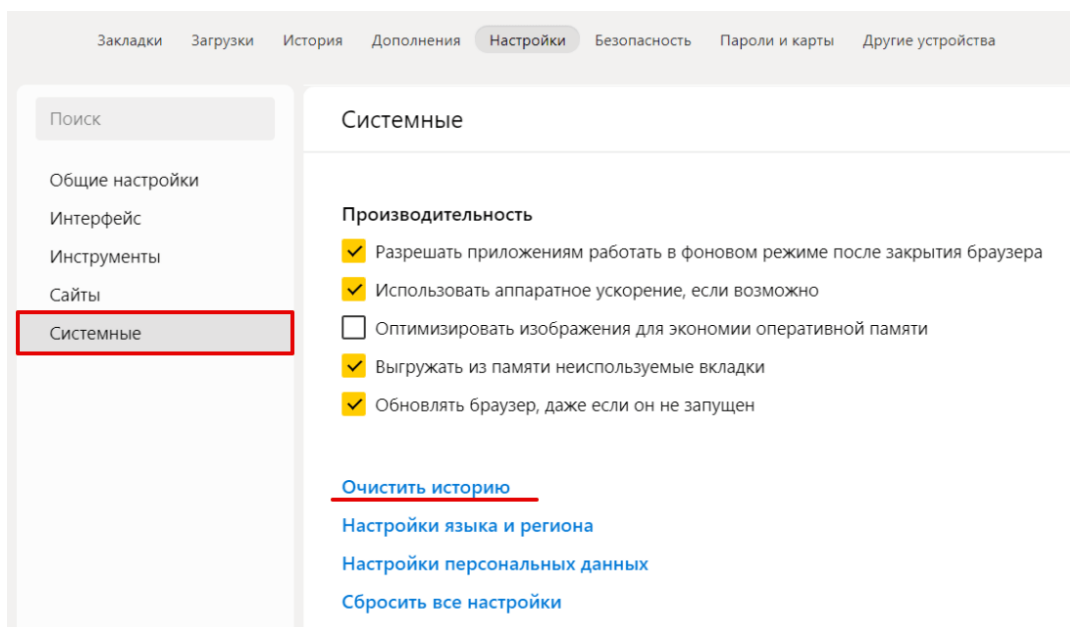 Закладки Загрузки История Дополнения Настройки Безопасность Пароли и карты Другие устройства
Поиск
Общие настройки
Интерфейс
Инструменты
Сайты
Системные
Системные
Производительность
Разрешать приложениям работать в фоновом режиме после закрытия браузера
Использовать аппаратное ускорение, если возможно
Оптимизировать изображения для экономии оперативной памяти
Выгружать из памяти неиспользуемые вкладки
Обновлять браузер, даже если он не запущен
Очистить историю
Настройки языка и региона
Настройки персональных данных
Сбросить все настройки